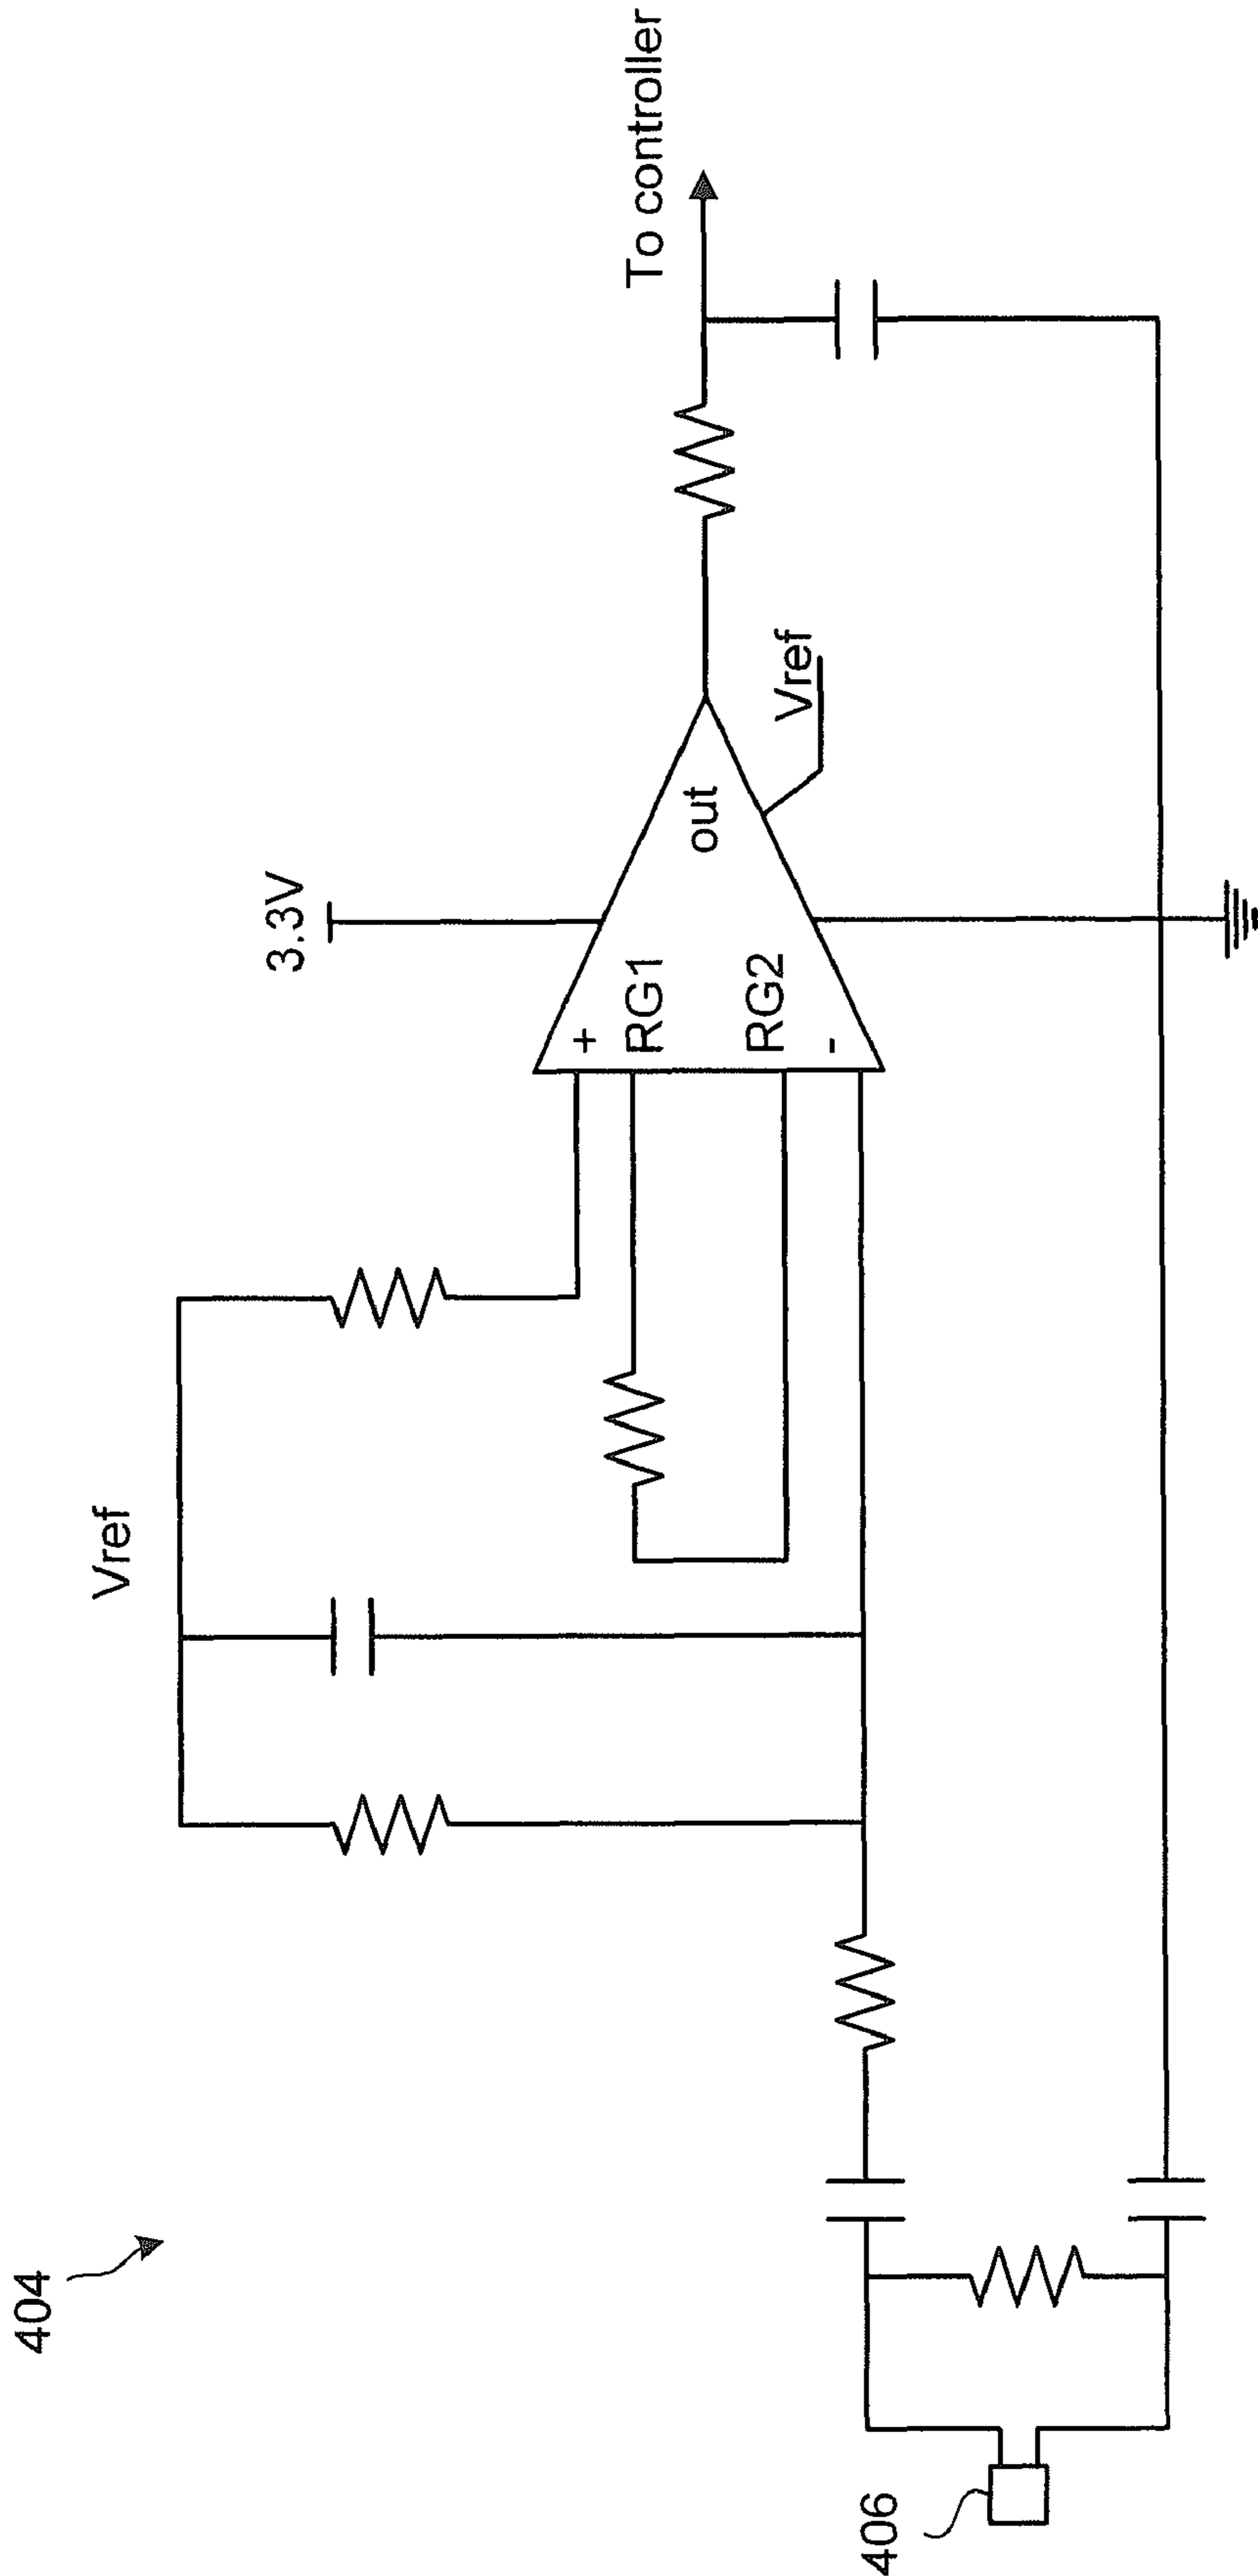 404
406
Vref
3.3V
+
RG1
RG2
-
out
Vref
To controller